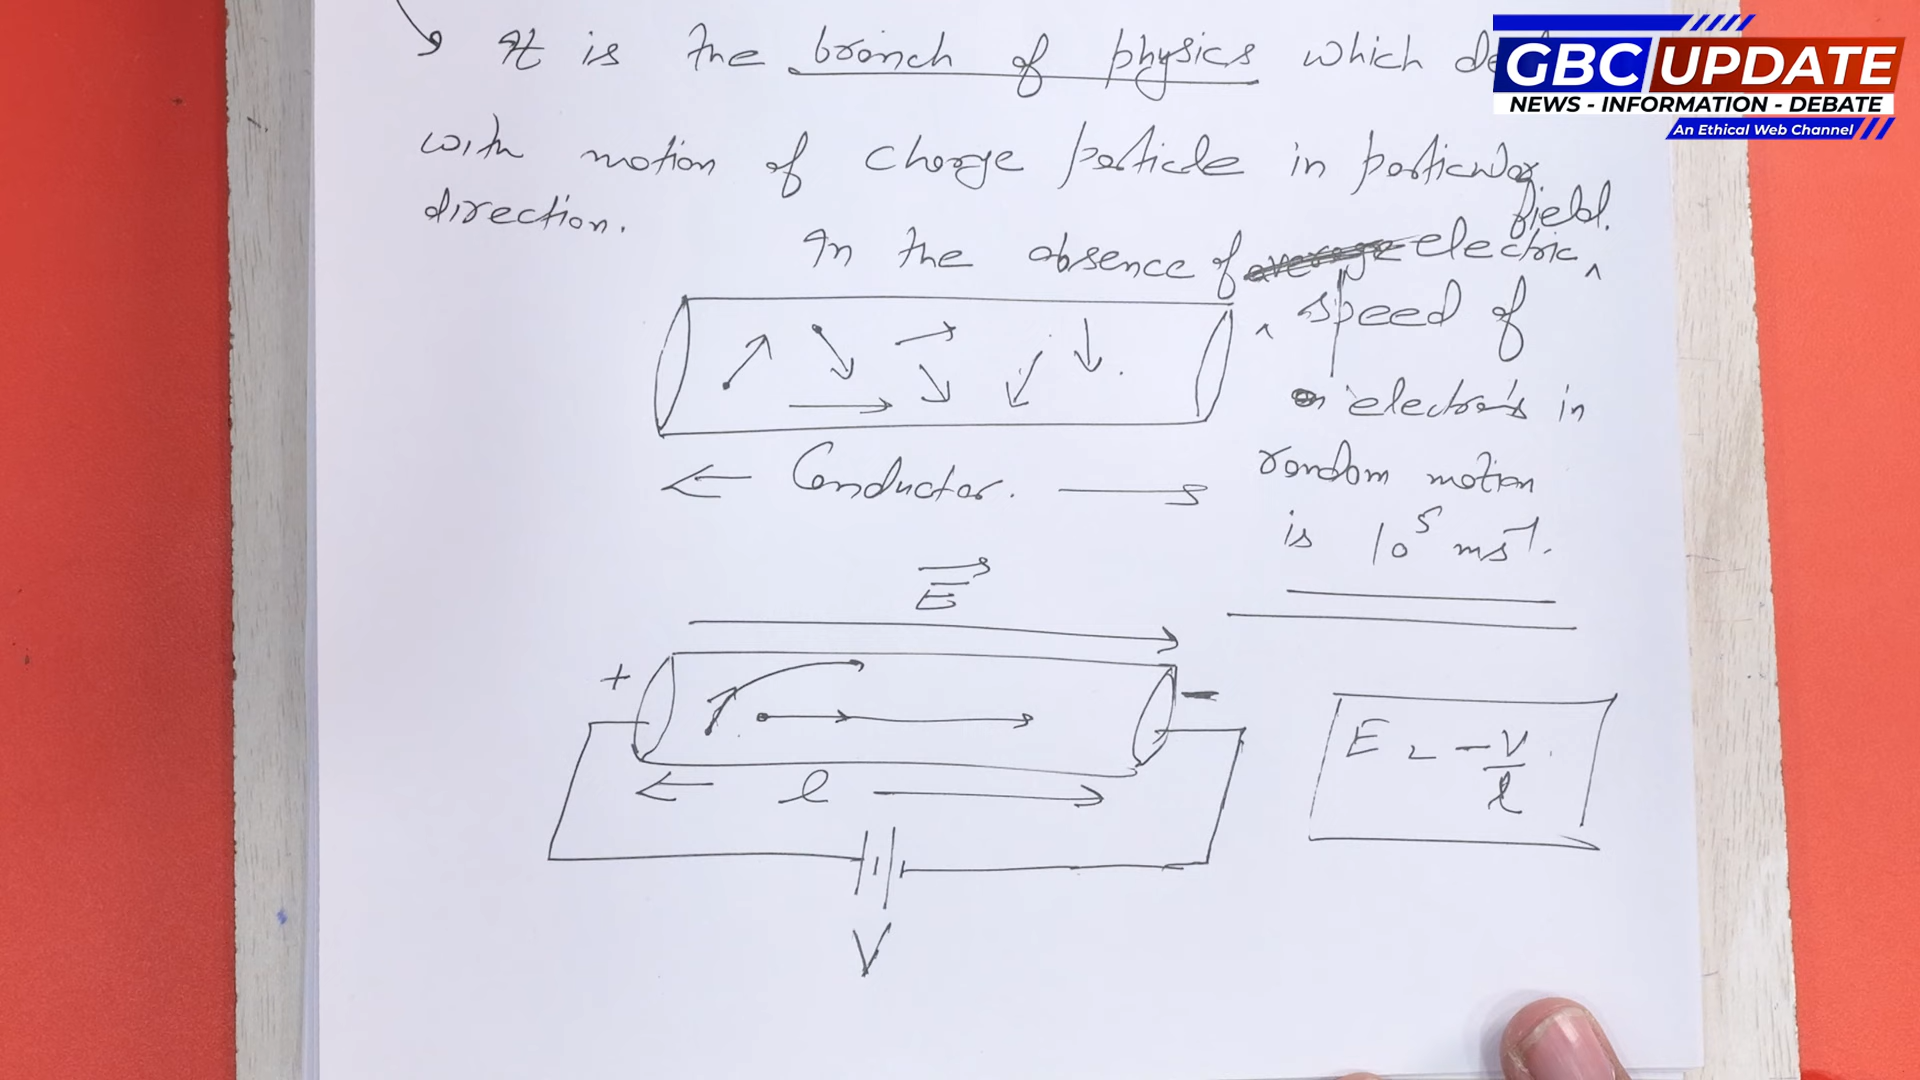 It is the branch of physics which
GBC UPDATE
NEWS - INFORMATION - DEBATE
An Ethical Web Channel
with motion of charge particle in particular
direction.
In the absence of electric field.
speed of
electrons in
random motion
is 10⁵ ms⁻¹.
Conductor.
E
+ −
l
V
E = -V/l